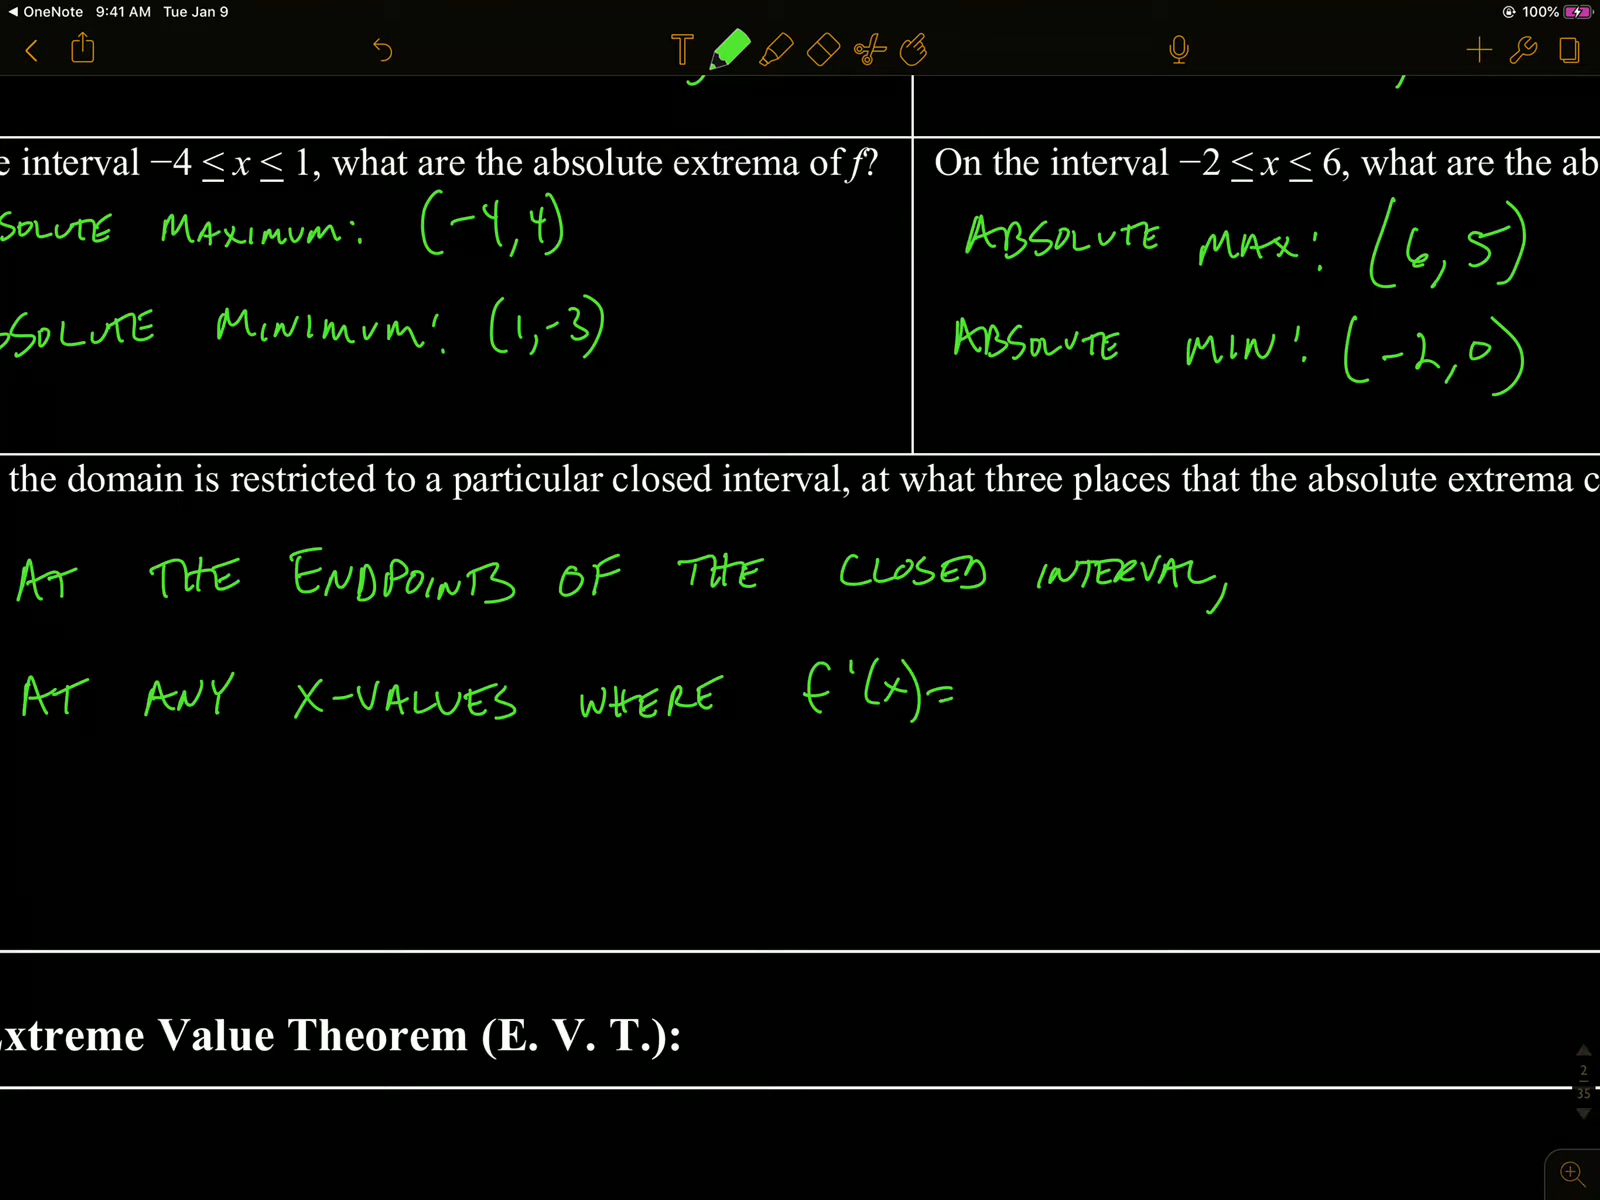 OneNote 9:41 AM Tue Jan 9 100%
T
e interval −4 ≤ x ≤ 1, what are the absolute extrema of f?
SOLUTE MAXIMUM: (-4,4)
BSOLUTE MINIMUM: (1,-3)
On the interval −2 ≤ x ≤ 6, what are the ab
ABSOLUTE MAX: (6, 5)
ABSOLUTE MIN: (-2,0)
the domain is restricted to a particular closed interval, at what three places that the absolute extrema c
AT THE ENDPOINTS OF THE CLOSED INTERVAL,
AT ANY X-VALUES WHERE f'(x)=
Extreme Value Theorem (E. V. T.):
2
35